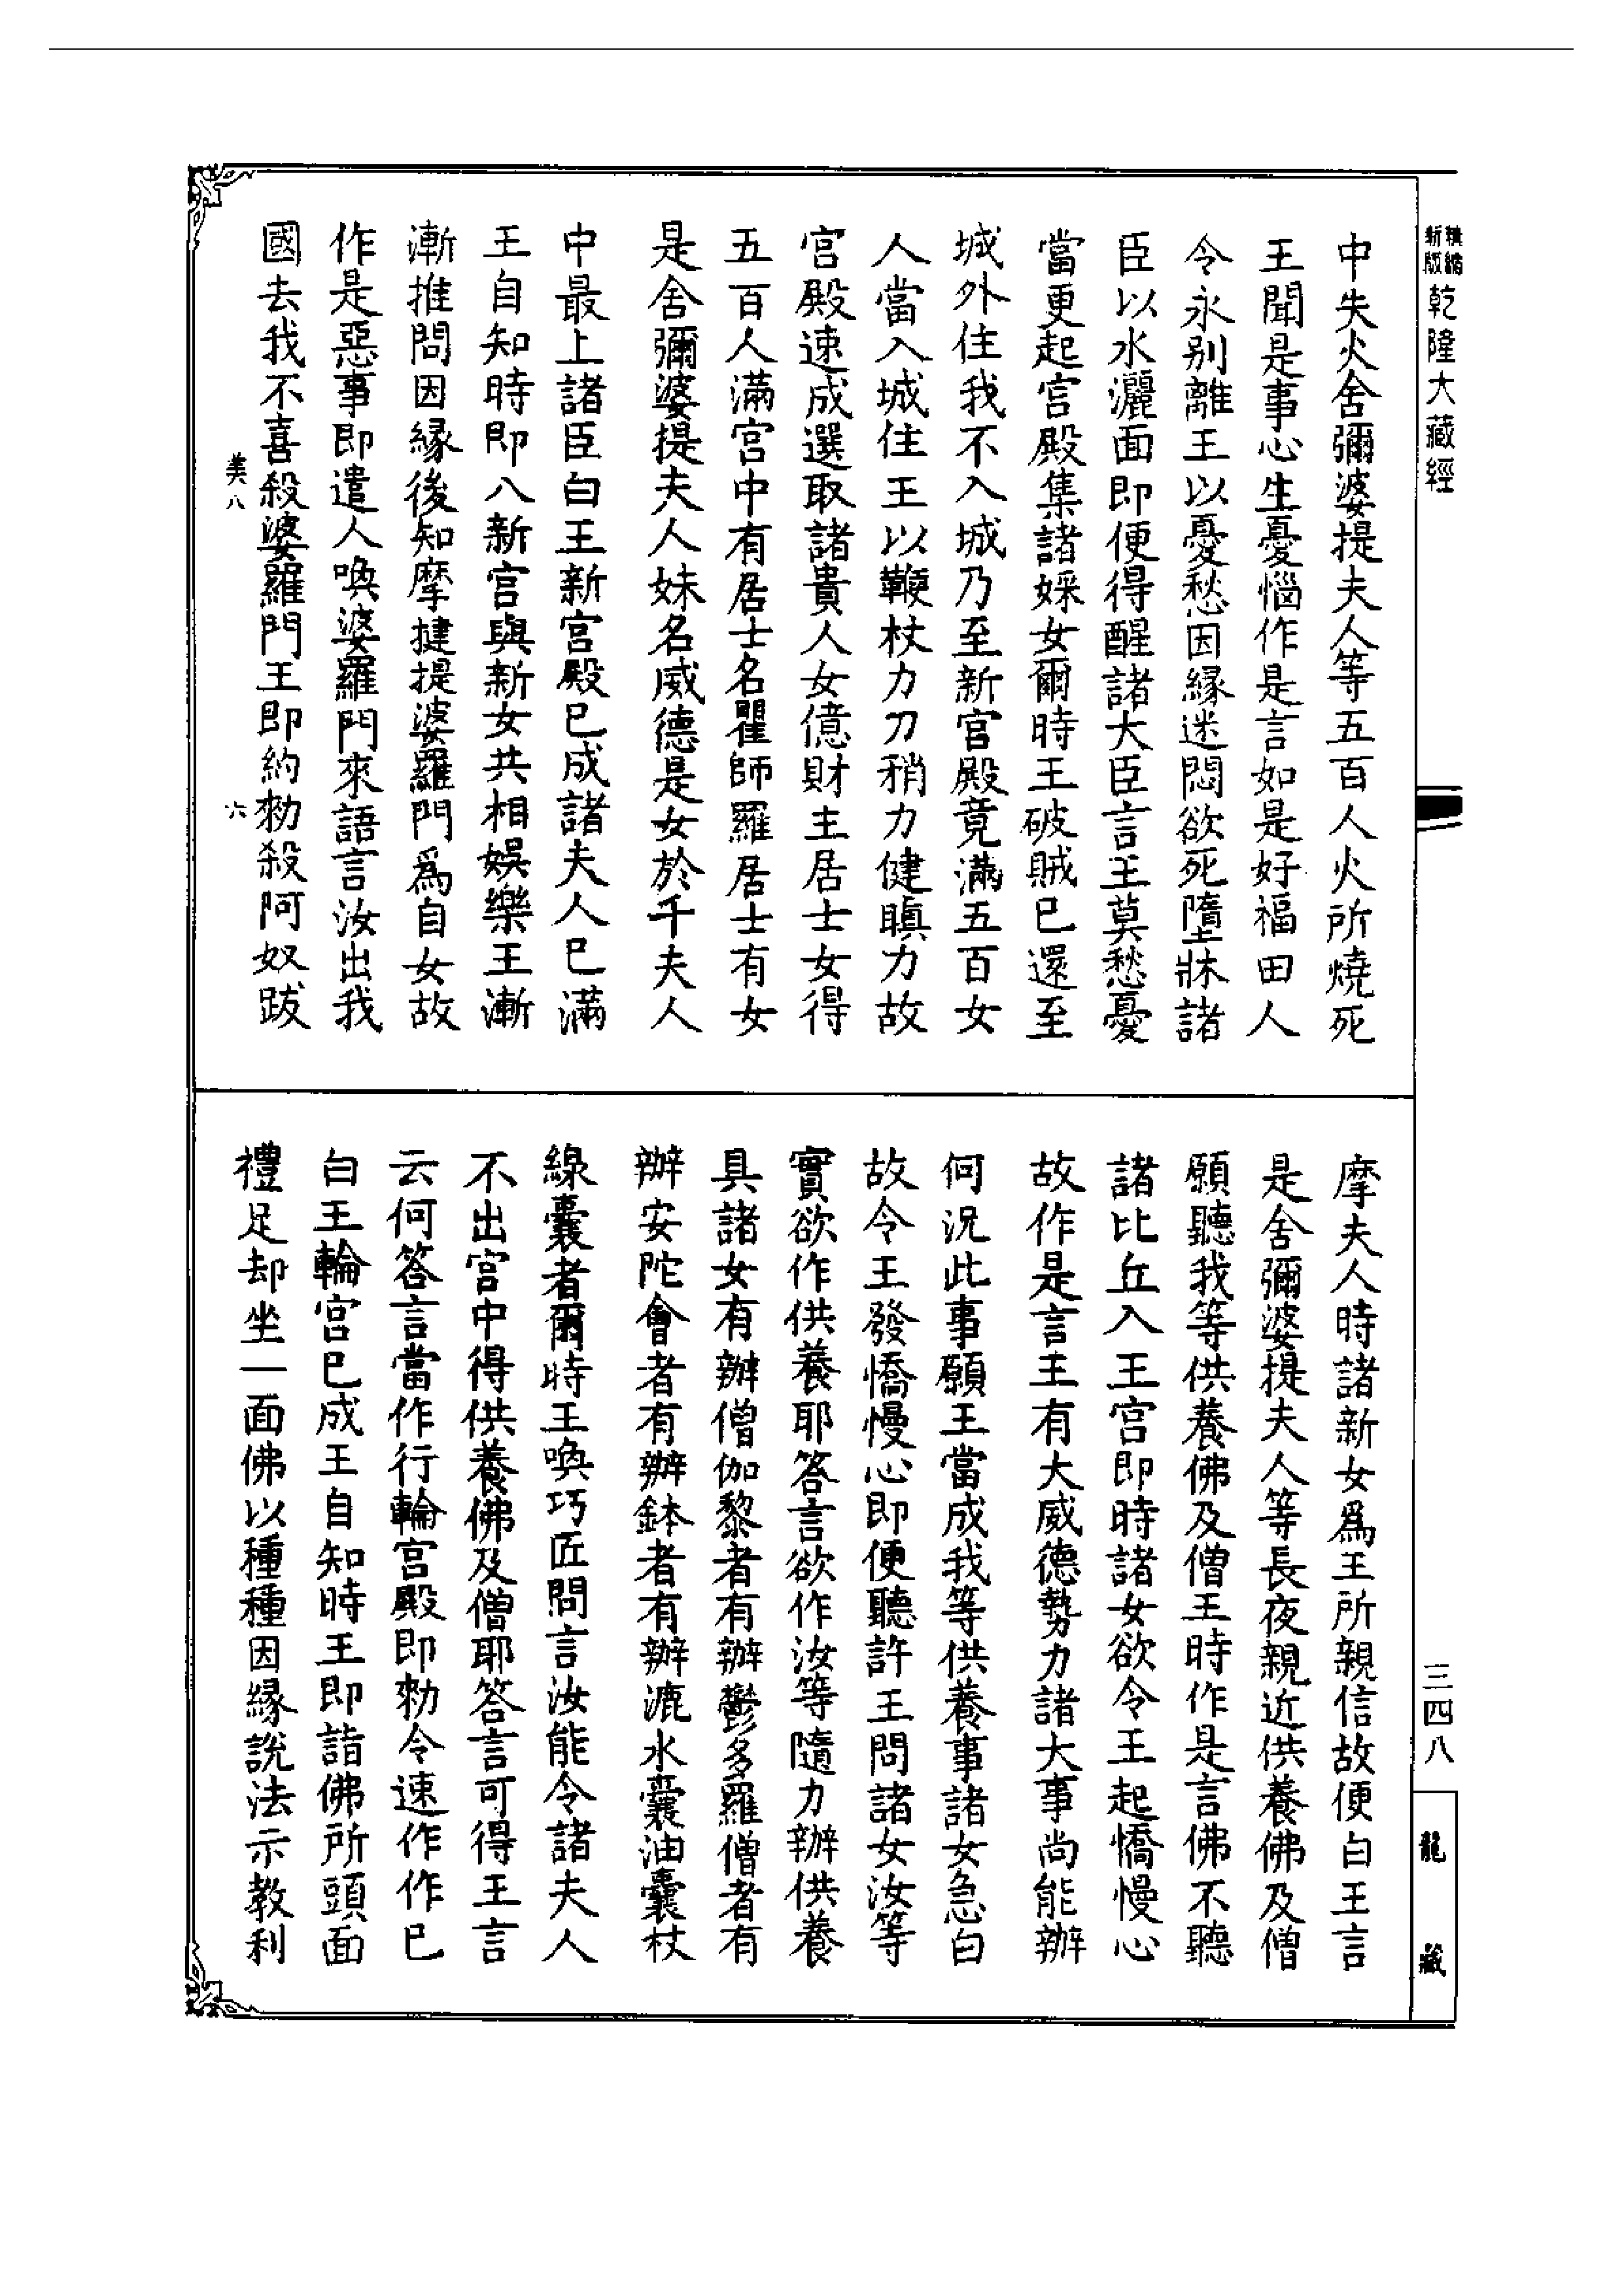 精縮新版
乾隆大藏經
中失火舍彌婆提夫人等五百人火所燒死
王聞是事心生憂惱作是言如是好福田人
令永别離王以憂愁因緣迷悶欲死墮牀諸
臣以水灑面即便得醒諸大臣言王莫愁憂
當更起宫殿集諸婇女爾時王破賊已還至
城外住我不入城乃至新宫殿竟滿五百女
人當入城住王以鞭杖力刀矟力健瞋力故
宫殿速成選取諸貴人女億財主居士女得
五百人滿宫中有居士名瞿師羅居士有女
是舍彌婆提夫人妹名威德是女於千夫人
中最上諸臣白王新宫殿已成諸夫人已滿
王自知時即入新宫與新女共相娛樂王漸
漸推問因緣後知摩揵提婆羅門爲自女故
作是惡事即遣人喚婆羅門來語言汝出我
國去我不喜殺婆羅門王即約勑殺阿奴跋
美八
六
摩夫人時諸新女爲王所親信故便白王言
是舍彌婆提夫人等長夜親近供養佛及僧
願聽我等供養佛及僧王時作是言佛不聽
諸比丘入王宫即時諸女欲令王起憍慢心
故作是言王有大威德勢力諸大事尚能辦
何況此事願王當成我等供養事諸女急白
故令王發憍慢心即便聽許王問諸女汝等
實欲作供養耶答言欲作汝等隨力辦供養
具諸女有辦僧伽黎者有辦鬱多羅僧者有
辦安陀會者有辦鉢者有辦漉水囊油囊杖
線囊者爾時王喚巧匠問言汝能令諸夫人
不出宫中得供養佛及僧耶答言可得王言
云何答言當作行輪宫殿即勑令速作作已
白王輪宫已成王自知時王即詣佛所頭面
禮足却坐一面佛以種種因緣說法示教利
三四八
龍藏